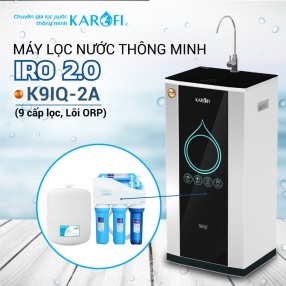 Chuyên gia lọc nước
thông minh
KAROFI
MÁY LỌC NƯỚC THÔNG MINH
IRO 2.0
K9IQ-2A
(9 cấp lọc, Lõi ORP)
KAROFI